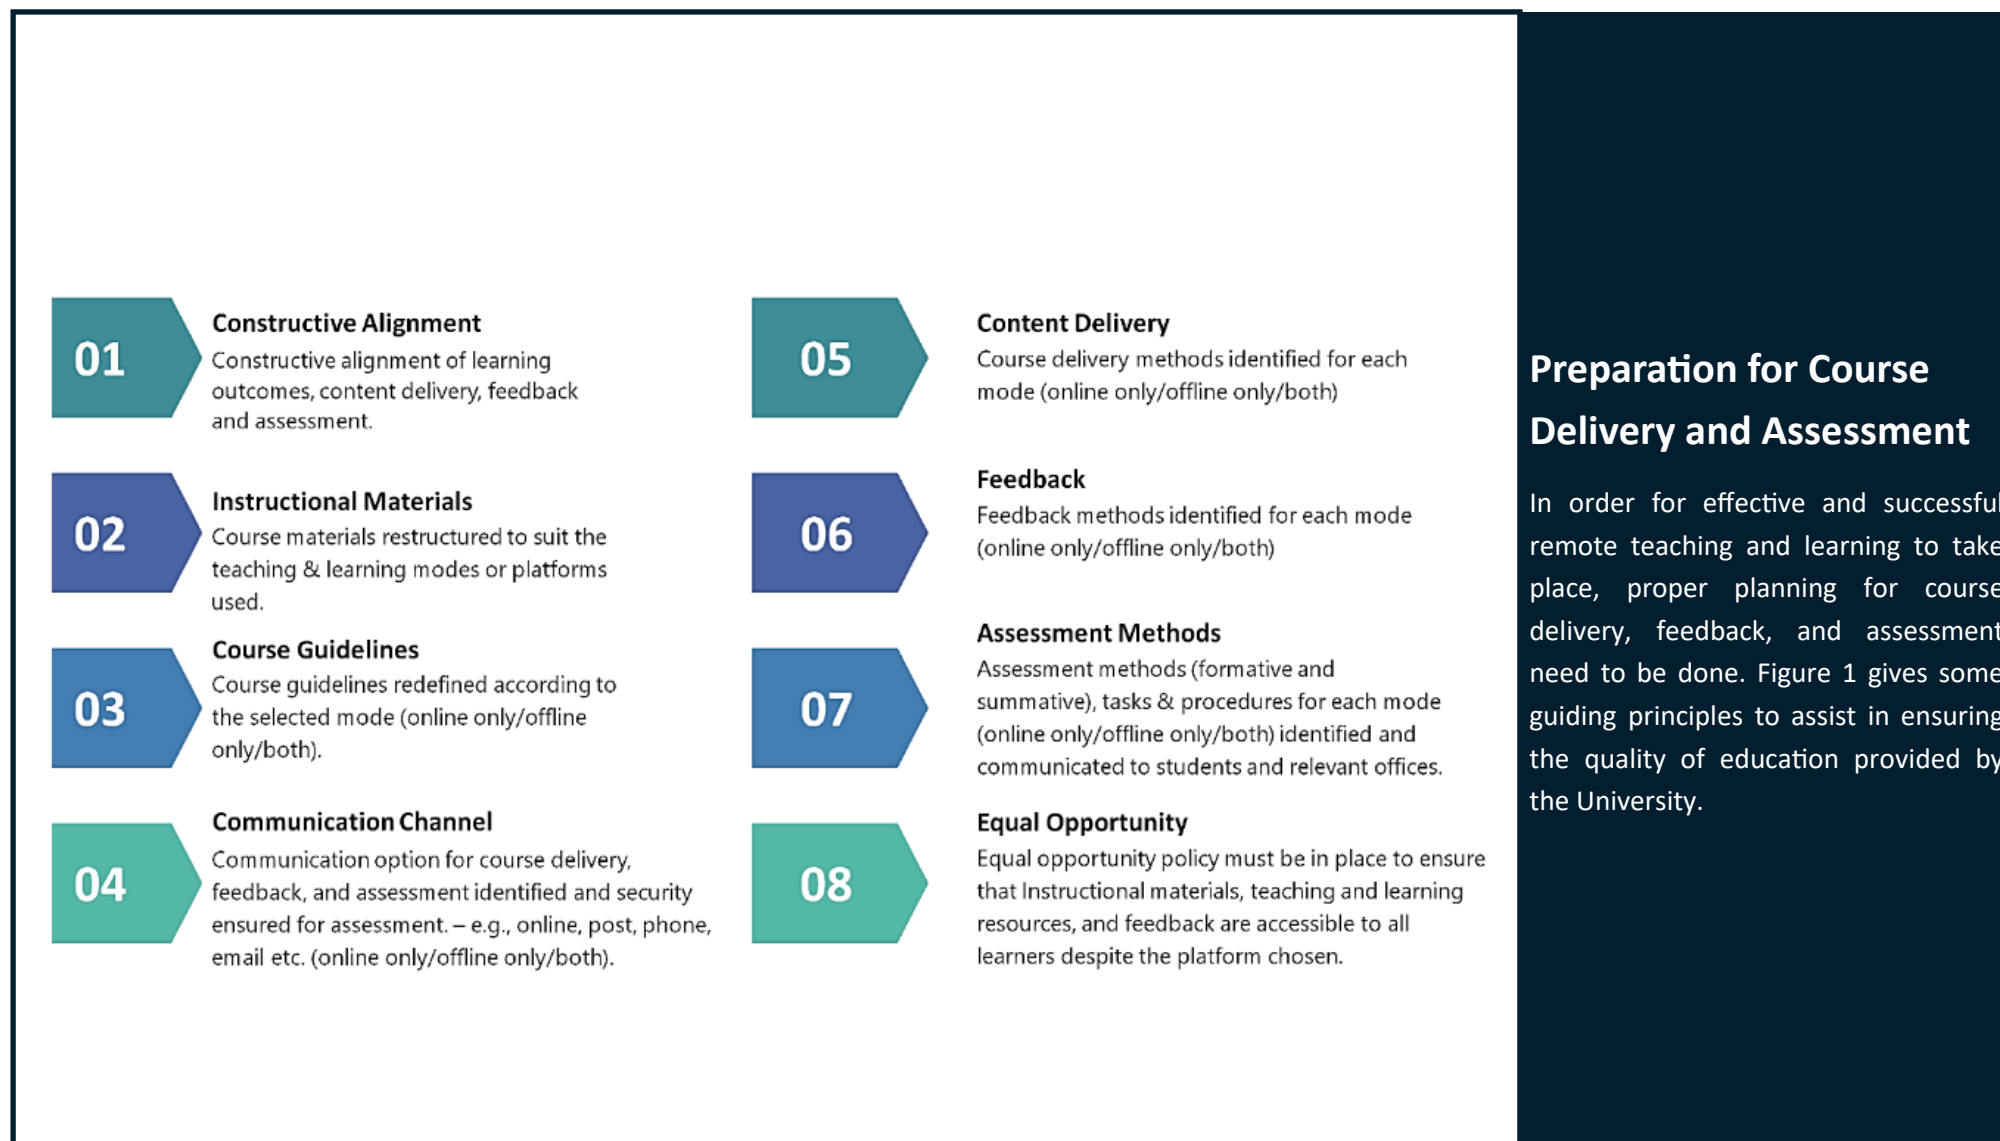 01
Constructive Alignment
Constructive alignment of learning
outcomes, content delivery, feedback
and assessment.
02
Instructional Materials
Course materials restructured to suit the
teaching & learning modes or platforms
used.
03
Course Guidelines
Course guidelines redefined according to
the selected mode (online only/offline
only/both).
04
Communication Channel
Communication option for course delivery,
feedback, and assessment identified and security
ensured for assessment. – e.g., online, post, phone,
email etc. (online only/offline only/both).
05
Content Delivery
Course delivery methods identified for each
mode (online only/offline only/both)
06
Feedback
Feedback methods identified for each mode
(online only/offline only/both)
07
Assessment Methods
Assessment methods (formative and
summative), tasks & procedures for each mode
(online only/offline only/both) identified and
communicated to students and relevant offices.
08
Equal Opportunity
Equal opportunity policy must be in place to ensure
that Instructional materials, teaching and learning
resources, and feedback are accessible to all
learners despite the platform chosen.
Preparation for Course
Delivery and Assessment
In order for effective and successful
remote teaching and learning to take
place, proper planning for course
delivery, feedback, and assessment
need to be done. Figure 1 gives some
guiding principles to assist in ensuring
the quality of education provided by
the University.